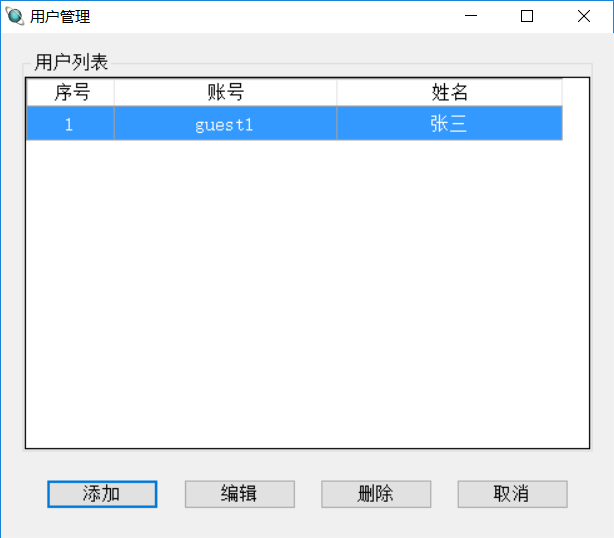 用户管理
用户列表
序号 账号 姓名
1 guest1 张三
添加 编辑 删除 取消